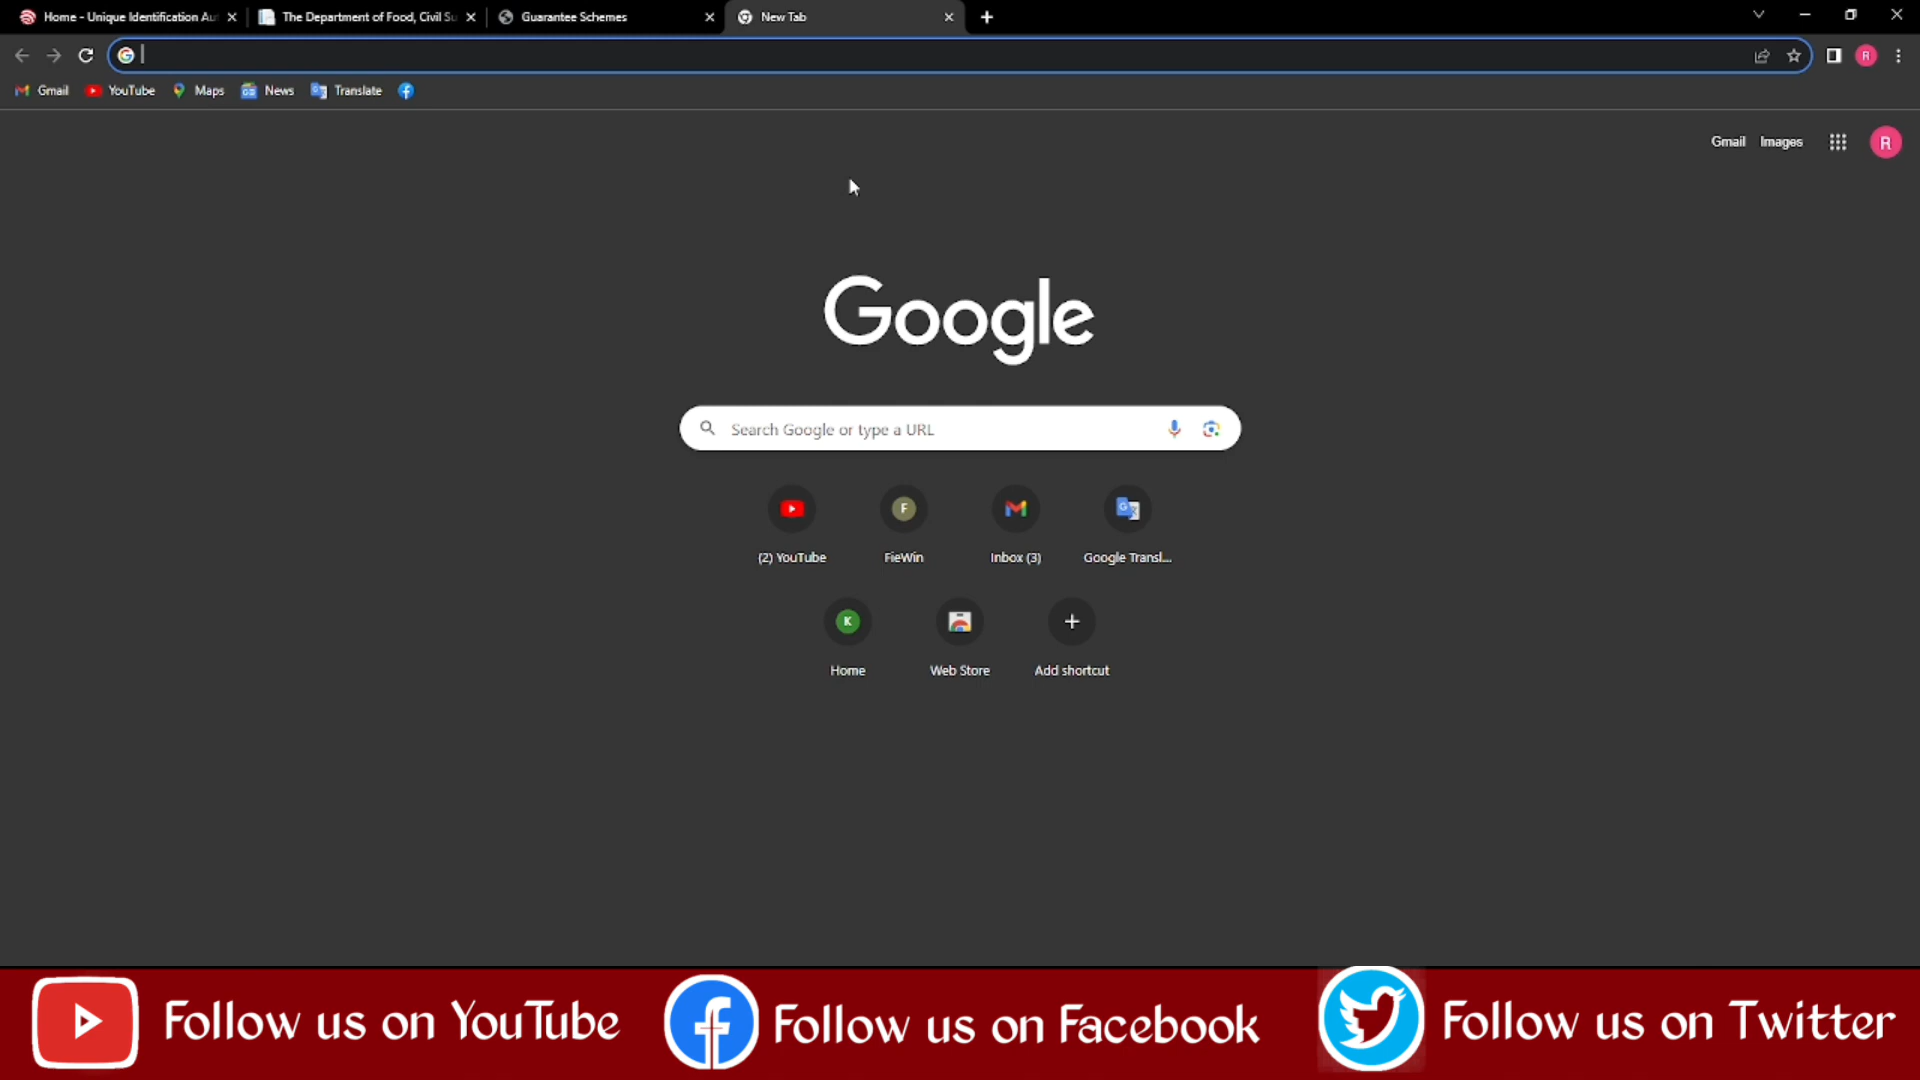 Home - Unique Identification Au
The Department of Food, Civil Su
Guarantee Schemes
New Tab
Gmail
YouTube
Maps
News
Translate
R
Gmail
Images
R
Google
Search Google or type a URL
F
(2) YouTube
FieWin
Inbox (3)
Google Transl...
K
Home
Web Store
Add shortcut
Follow us on YouTube
Follow us on Facebook
Follow us on Twitter